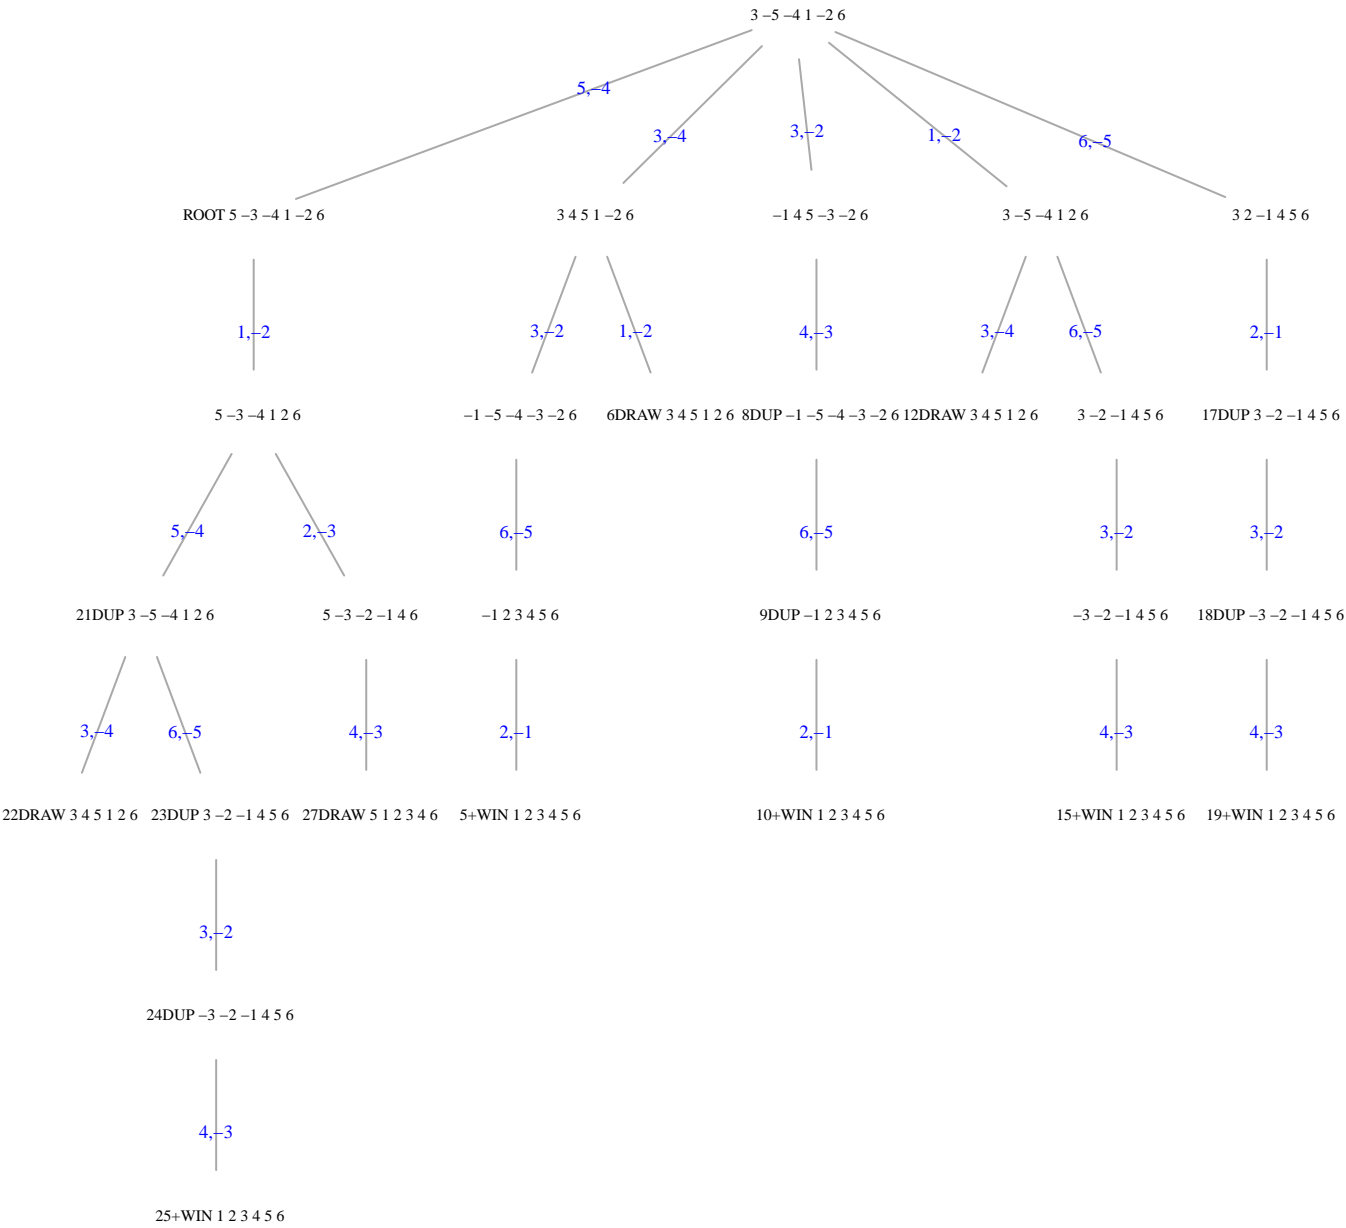 3 –5 –4 1 –2 6
5,–4
3,–4
3,–2
1,–2
6,–5
ROOT 5 –3 –4 1 –2 6
3 4 5 1 –2 6
–1 4 5 –3 –2 6
3 –5 –4 1 2 6
3 2 –1 4 5 6
1,–2
3,–2
1,–2
4,–3
3,–4
6,–5
2,–1
5 –3 –4 1 2 6
–1 –5 –4 –3 –2 6
6DRAW 3 4 5 1 2 6
8DUP –1 –5 –4 –3 –2 6
12DRAW 3 4 5 1 2 6
3 –2 –1 4 5 6
17DUP 3 –2 –1 4 5 6
5,–4
2,–3
6,–5
6,–5
3,–2
3,–2
21DUP 3 –5 –4 1 2 6
5 –3 –2 –1 4 6
–1 2 3 4 5 6
9DUP –1 2 3 4 5 6
–3 –2 –1 4 5 6
18DUP –3 –2 –1 4 5 6
3,–4
6,–5
4,–3
2,–1
2,–1
4,–3
4,–3
22DRAW 3 4 5 1 2 6
23DUP 3 –2 –1 4 5 6
27DRAW 5 1 2 3 4 6
5+WIN 1 2 3 4 5 6
10+WIN 1 2 3 4 5 6
15+WIN 1 2 3 4 5 6
19+WIN 1 2 3 4 5 6
3,–2
24DUP –3 –2 –1 4 5 6
4,–3
25+WIN 1 2 3 4 5 6